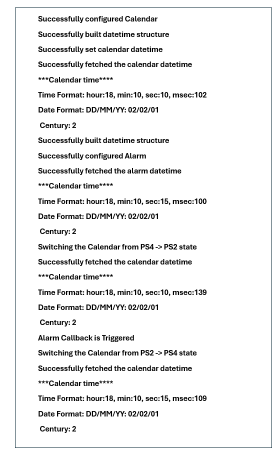 Successfully configured Calendar
Successfully built datetime structure
Successfully set calendar datetime
Successfully fetched the calendar datetime
***Calendar time****
Time Format: hour:18, min:10, sec:10, msec:102
Date Format: DD/MM/YY: 02/02/01
Century: 2
Successfully built datetime structure
Successfully configured Alarm
Successfully fetched the alarm datetime
***Calendar time****
Time Format: hour:18, min:10, sec:15, msec:100
Date Format: DD/MM/YY: 02/02/01
Century: 2
Switching the Calendar from PS4 -> PS2 state
Successfully fetched the calendar datetime
***Calendar time****
Time Format: hour:18, min:10, sec:10, msec:139
Date Format: DD/MM/YY: 02/02/01
Century: 2
Alarm Callback is Triggered
Switching the Calendar from PS2 -> PS4 state
Successfully fetched the calendar datetime
***Calendar time****
Time Format: hour:18, min:10, sec:15, msec:109
Date Format: DD/MM/YY: 02/02/01
Century: 2